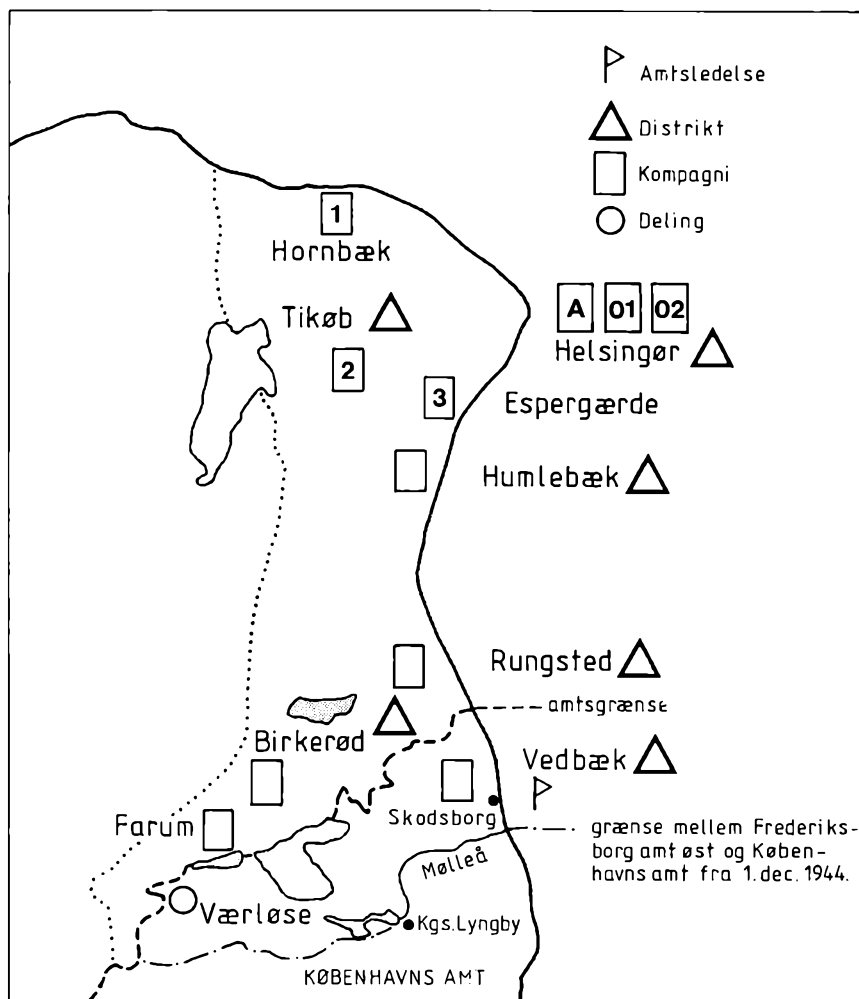 Amtsledelse
Distrikt
Kompagni
Deling
1
Hornbæk
Tikøb
A 01 02
Helsingør
2
3
Espergærde
Humlebæk
Rungsted
amtsgrænse
Birkerød
Vedbæk
Skodsborg
Farum
grænse mellem Frederiks-
borg amt øst og Køben-
havns amt fra 1. dec. 1944.
Mølleå
Værløse
Kgs. Lyngby
KØBENHAVNS AMT